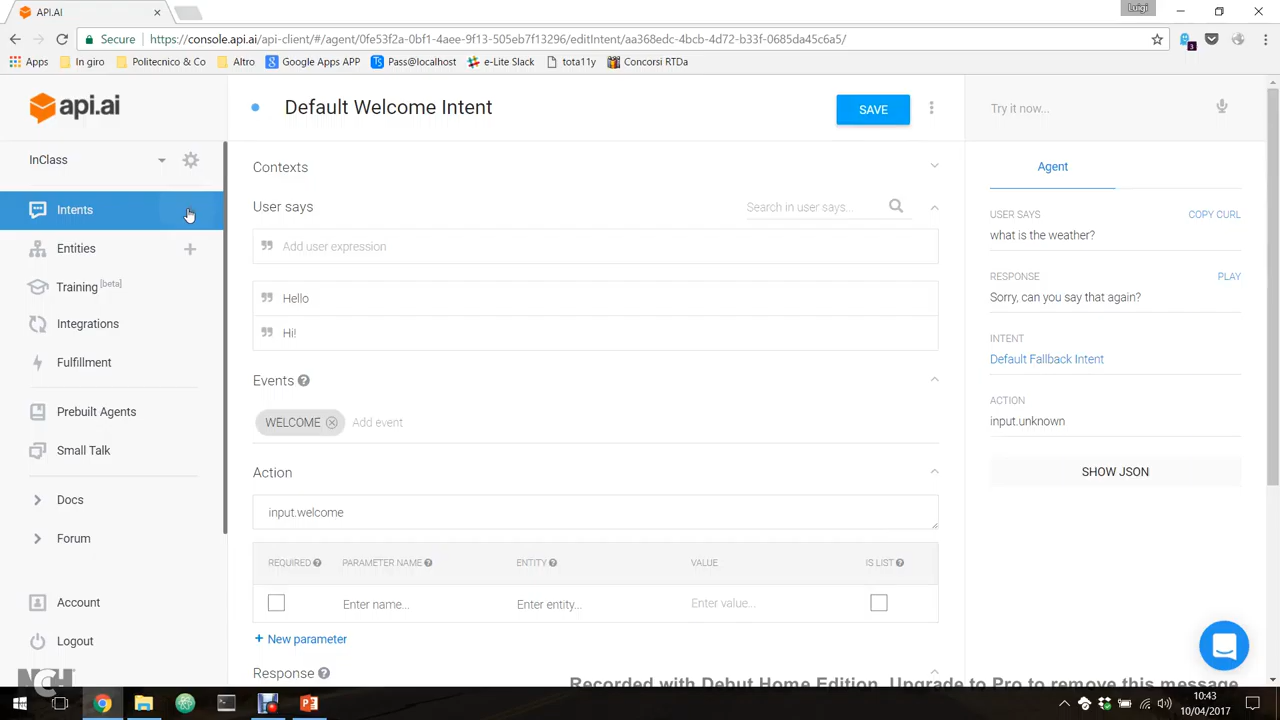 API.AI
Luigi
Secure
https://console.api.ai/api-client/#/agent/0fe53f2a-0bf1-4aee-9f13-505eb7f13296/editIntent/aa368edc-4bcb-4d72-b33f-0685da45c6a5/
3
Apps In giro Politecnico & Co Altro Google Apps APP Pass@localhost e-Lite Slack tota11y Concorsi RTDa
api.ai
InClass
Intents
Entities
Training [beta]
Integrations
Fulfillment
Prebuilt Agents
Small Talk
Docs
Forum
Account
Logout
Default Welcome Intent
SAVE
Contexts
User says
Search in user says...
Add user expression
Hello
Hi!
Events
WELCOME Add event
Action
input.welcome
REQUIRED PARAMETER NAME ENTITY VALUE IS LIST
Enter name... Enter entity... Enter value...
+ New parameter
Response
Try it now...
Agent
USER SAYS COPY CURL
what is the weather?
RESPONSE PLAY
Sorry, can you say that again?
INTENT
Default Fallback Intent
ACTION
input.unknown
SHOW JSON
NCH
Recorded with Debut Home Edition. Upgrade to Pro to remove this message
10:43
10/04/2017